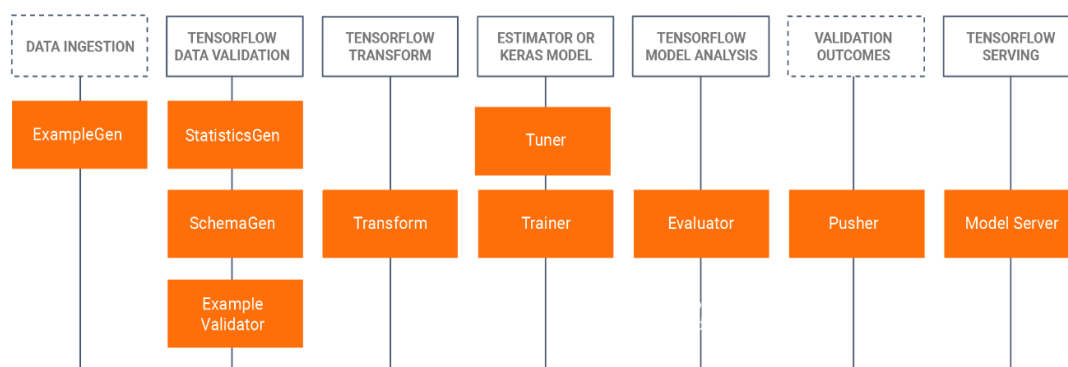 DATA INGESTION
TENSORFLOW
DATA VALIDATION
TENSORFLOW
TRANSFORM
ESTIMATOR OR
KERAS MODEL
TENSORFLOW
MODEL ANALYSIS
VALIDATION
OUTCOMES
TENSORFLOW
SERVING
ExampleGen
StatisticsGen
Tuner
SchemaGen
Transform
Trainer
Evaluator
Pusher
Model Server
Example
Validator